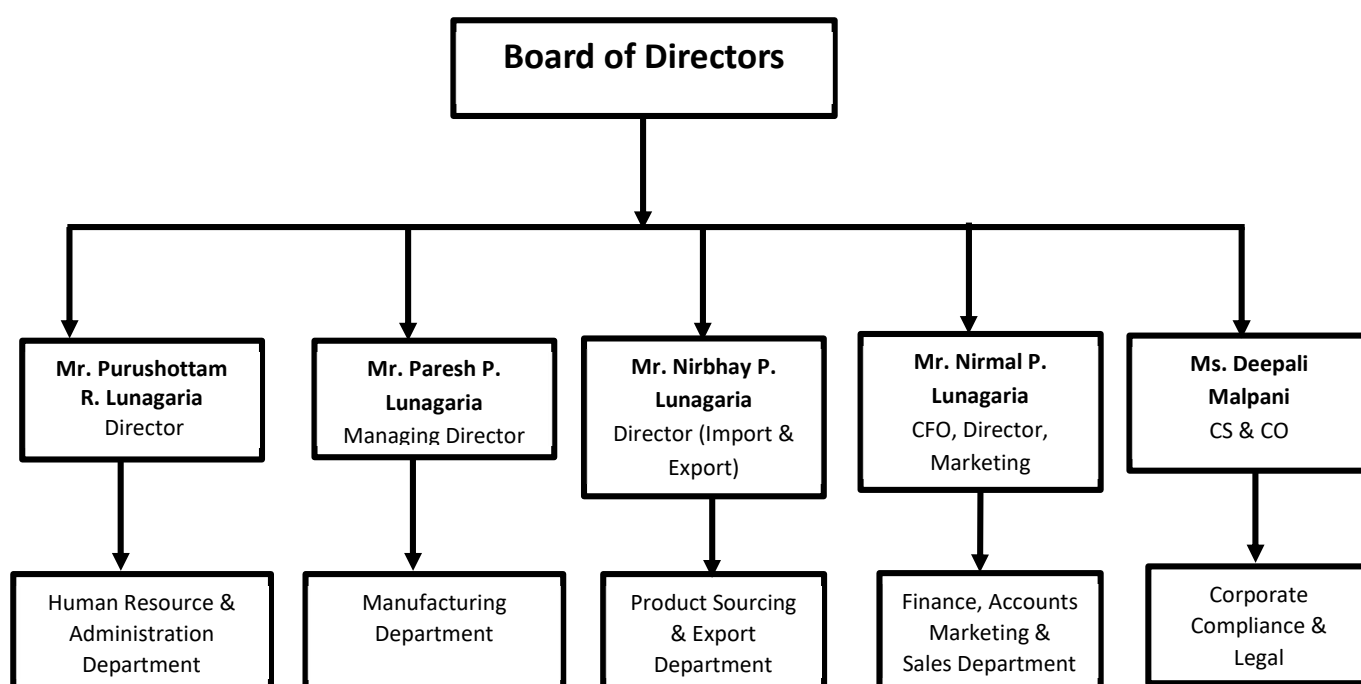 Board of Directors
Mr. Purushottam
R. Lunagaria
Director
Mr. Paresh P.
Lunagaria
Managing Director
Mr. Nirbhay P.
Lunagaria
Director (Import &
Export)
Mr. Nirmal P.
Lunagaria
CFO, Director,
Marketing
Ms. Deepali
Malpani
CS & CO
Human Resource &
Administration
Department
Manufacturing
Department
Product Sourcing
& Export
Department
Finance, Accounts
Marketing &
Sales Department
Corporate
Compliance &
Legal